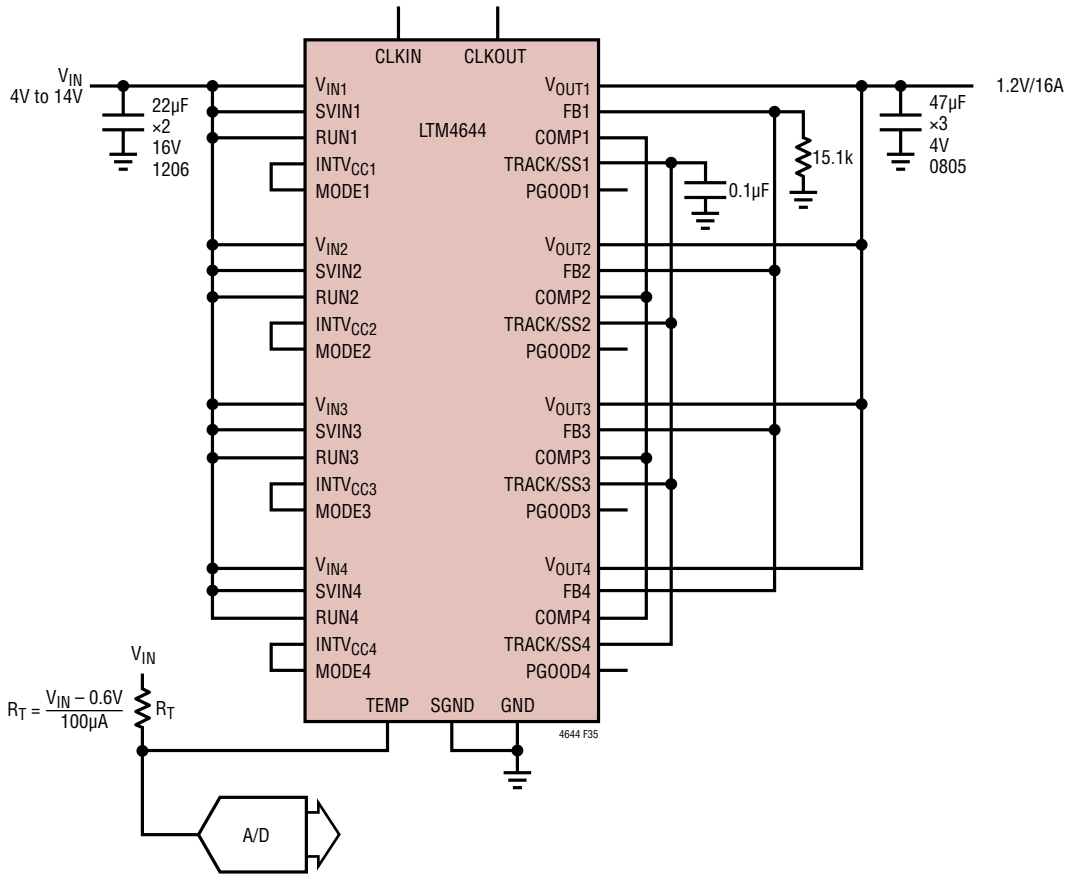 CLKIN CLKOUT
VIN
4V to 14V
22µF
×2
16V
1206
LTM4644
VIN1
SVIN1
RUN1
INTVCC1
MODE1
VIN2
SVIN2
RUN2
INTVCC2
MODE2
VIN3
SVIN3
RUN3
INTVCC3
MODE3
VIN4
SVIN4
RUN4
INTVCC4
MODE4
VOUT1
FB1
COMP1
TRACK/SS1
PGOOD1
VOUT2
FB2
COMP2
TRACK/SS2
PGOOD2
VOUT3
FB3
COMP3
TRACK/SS3
PGOOD3
VOUT4
FB4
COMP4
TRACK/SS4
PGOOD4
1.2V/16A
47µF
×3
4V
0805
15.1k
0.1µF
TEMP SGND GND
4644 F35
VIN
RT = VIN – 0.6V
100µA
RT
A/D